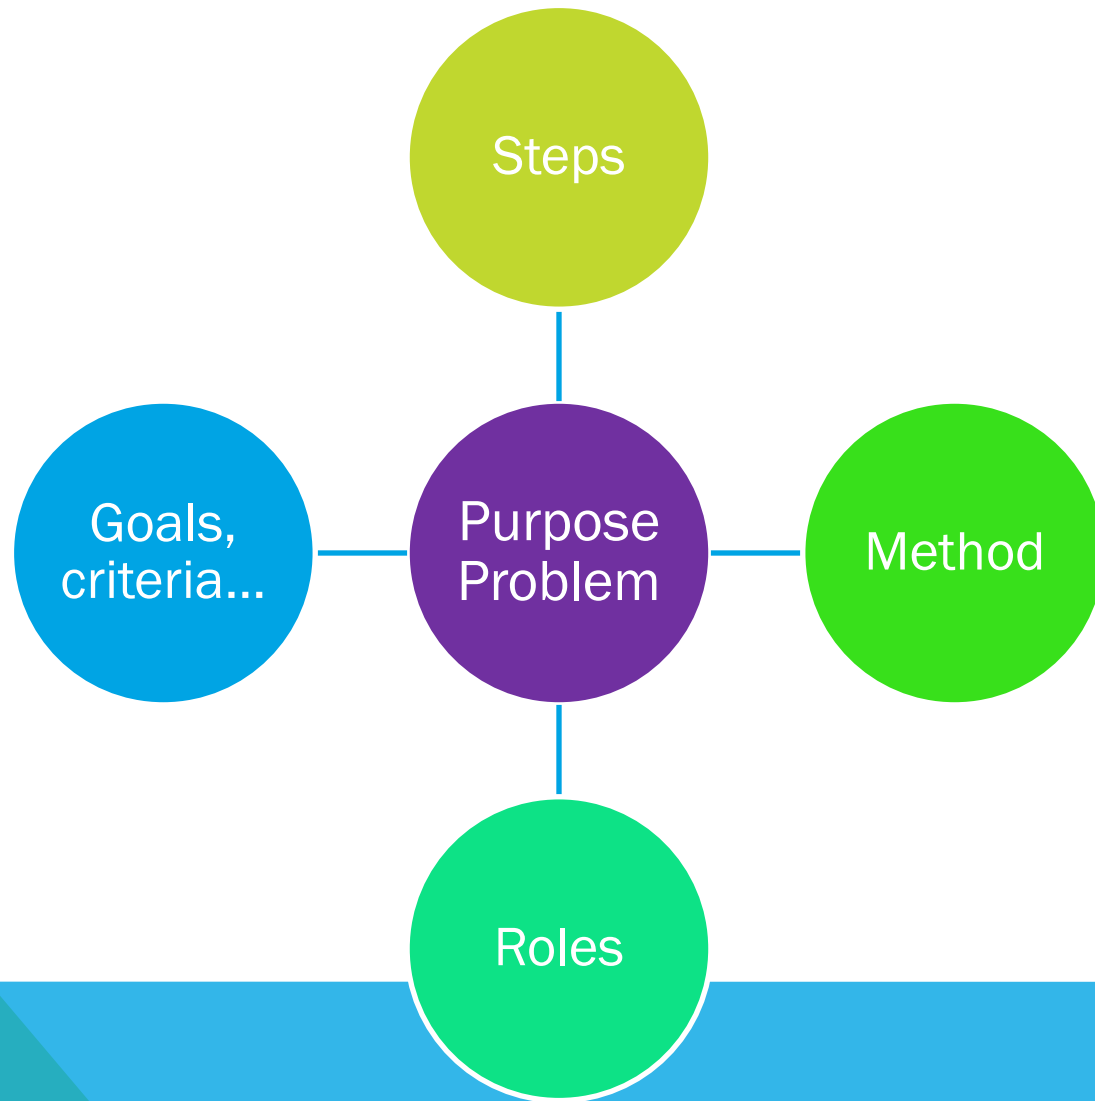 Steps
Goals,
criteria...
Purpose
Problem
Method
Roles